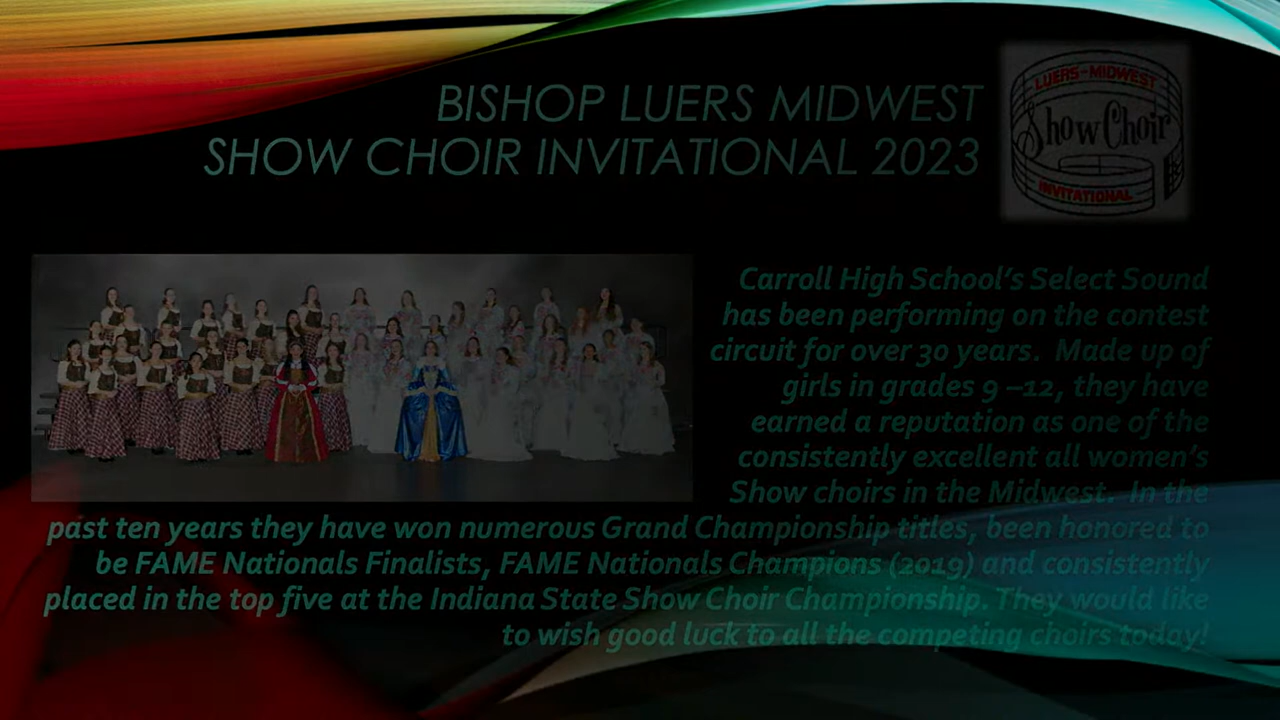 BISHOP LUERS MIDWEST
SHOW CHOIR INVITATIONAL 2023
LUERS-MIDWEST
Show Choir
INVITATIONAL
Carroll High School’s Select Sound
has been performing on the contest
circuit for over 30 years.  Made up of
girls in grades 9 –12, they have
earned a reputation as one of the
consistently excellent all women’s
Show choirs in the Midwest.  In the
past ten years they have won numerous Grand Championship titles, been honored to
be FAME Nationals Finalists, FAME Nationals Champions (2019) and consistently
placed in the top five at the Indiana State Show Choir Championship. They would like
to wish good luck to all the competing choirs today!